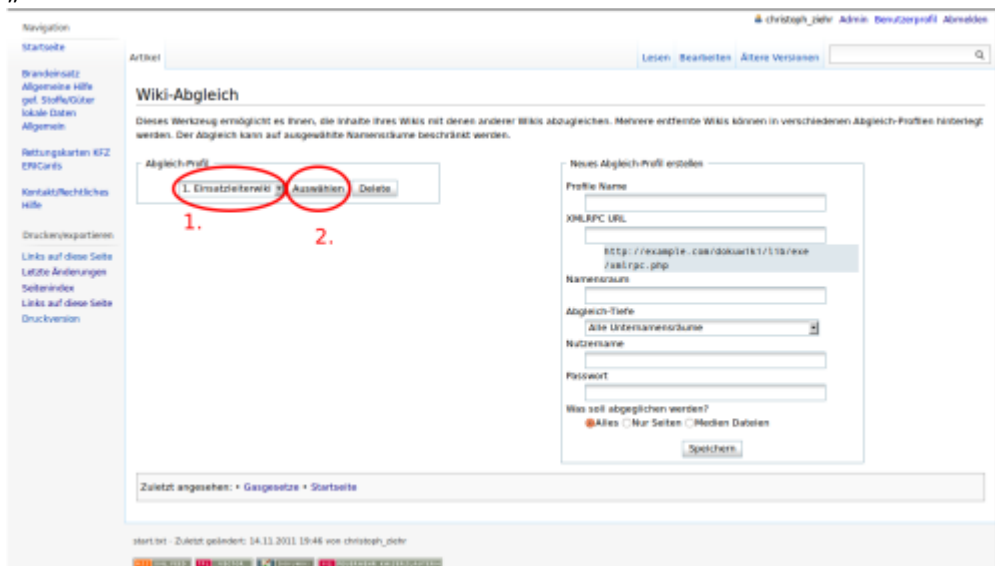 „
christoph_ziehr Admin Benutzerprofil Abmelden
Navigation
Startseite
Brandeinsatz
Allgemeine Hilfe
gef. Stoffe/Güter
lokale Daten
Allgemein
Rettungskarten KFZ
ERICards
Kontakt/Rechtliches
Hilfe
Drucken/exportieren
Links auf diese Seite
Letzte Änderungen
Seitenindex
Links auf diese Seite
Druckversion
Artikel
Lesen Bearbeiten Ältere Versionen
Wiki-Abgleich
Dieses Werkzeug ermöglicht es Ihnen, die Inhalte Ihres Wikis mit denen anderer Wikis abzugleichen. Mehrere entfernte Wikis können in verschiedenen Abgleich-Profilen hinterlegt
werden. Der Abgleich kann auf ausgewählte Namensräume beschränkt werden.
Abgleich-Profil
1. Einsatzleiterwiki Auswählen Delete
1.
2.
Neues Abgleich-Profil erstellen
Profile Name
XMLRPC URL
http://example.com/dokuwiki/lib/exe
/xmlrpc.php
Namensraum
Abgleich-Tiefe
Alle Unternamensräume
Nutzername
Passwort
Was soll abgeglichen werden?
Alles Nur Seiten Medien Dateien
Speichern
Zuletzt angesehen: • Gasgesetze • Startseite
start.txt · Zuletzt geändert: 14.11.2011 19:46 von christoph_ziehr